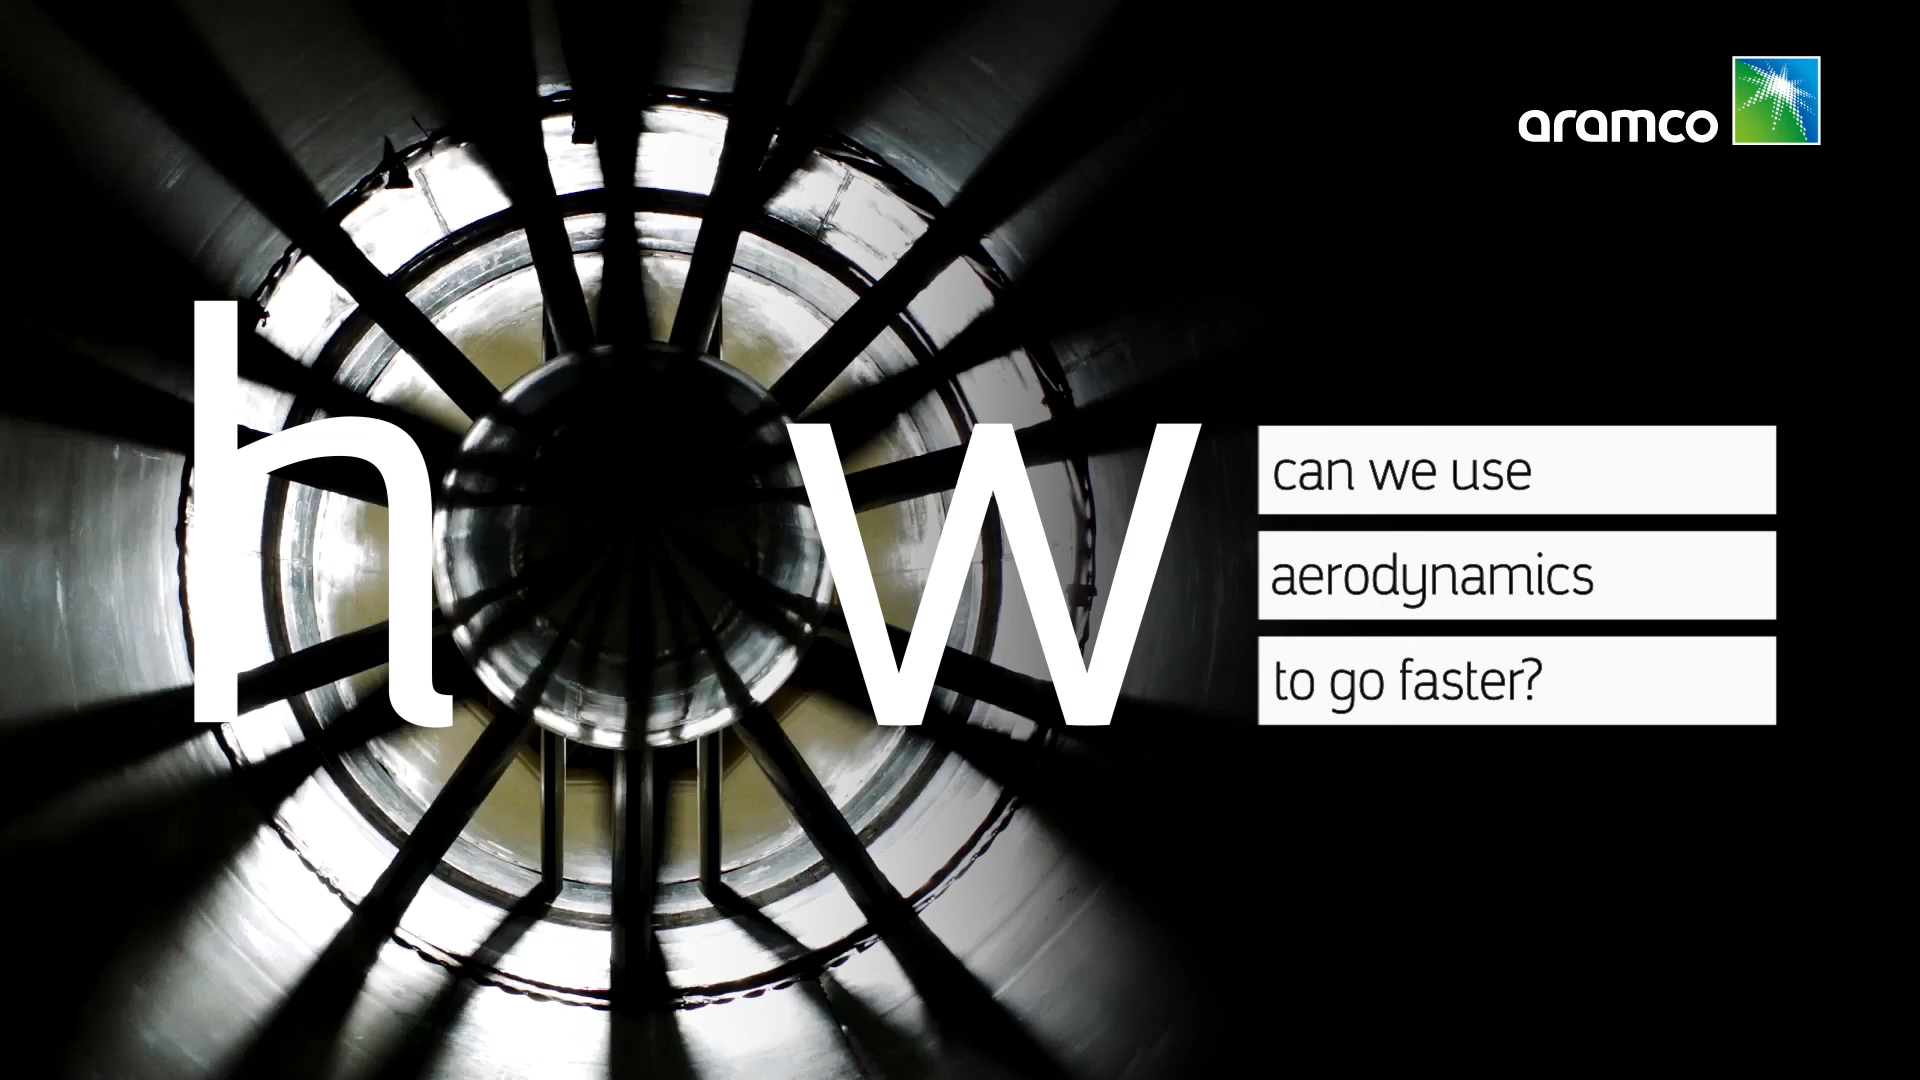 aramco
how
can we use
aerodynamics
to go faster?